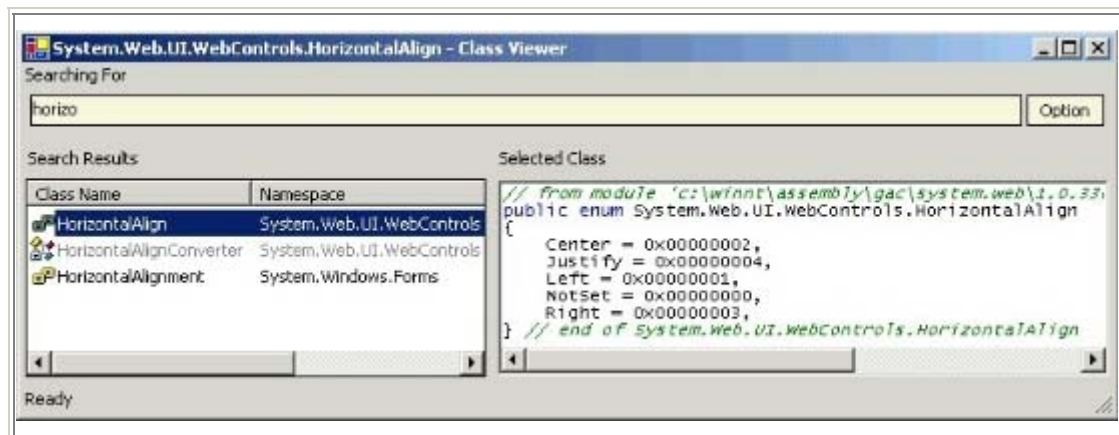 System.Web.UI.WebControls.HorizontalAlign - Class Viewer
Searching For
horizo
Option
Search Results
Class Name Namespace
HorizontalAlign System.Web.UI.WebControls
HorizontalAlignConverter System.Web.UI.WebControls
HorizontalAlignment System.Windows.Forms
Selected Class
// from module 'c:\winnt\assembly\gac\system.web\1.0.33
public enum System.Web.UI.WebControls.HorizontalAlign
{
Center = 0x00000002,
Justify = 0x00000004,
Left = 0x00000001,
NotSet = 0x00000000,
Right = 0x00000003,
} // end of System.Web.UI.WebControls.HorizontalAlign
Ready